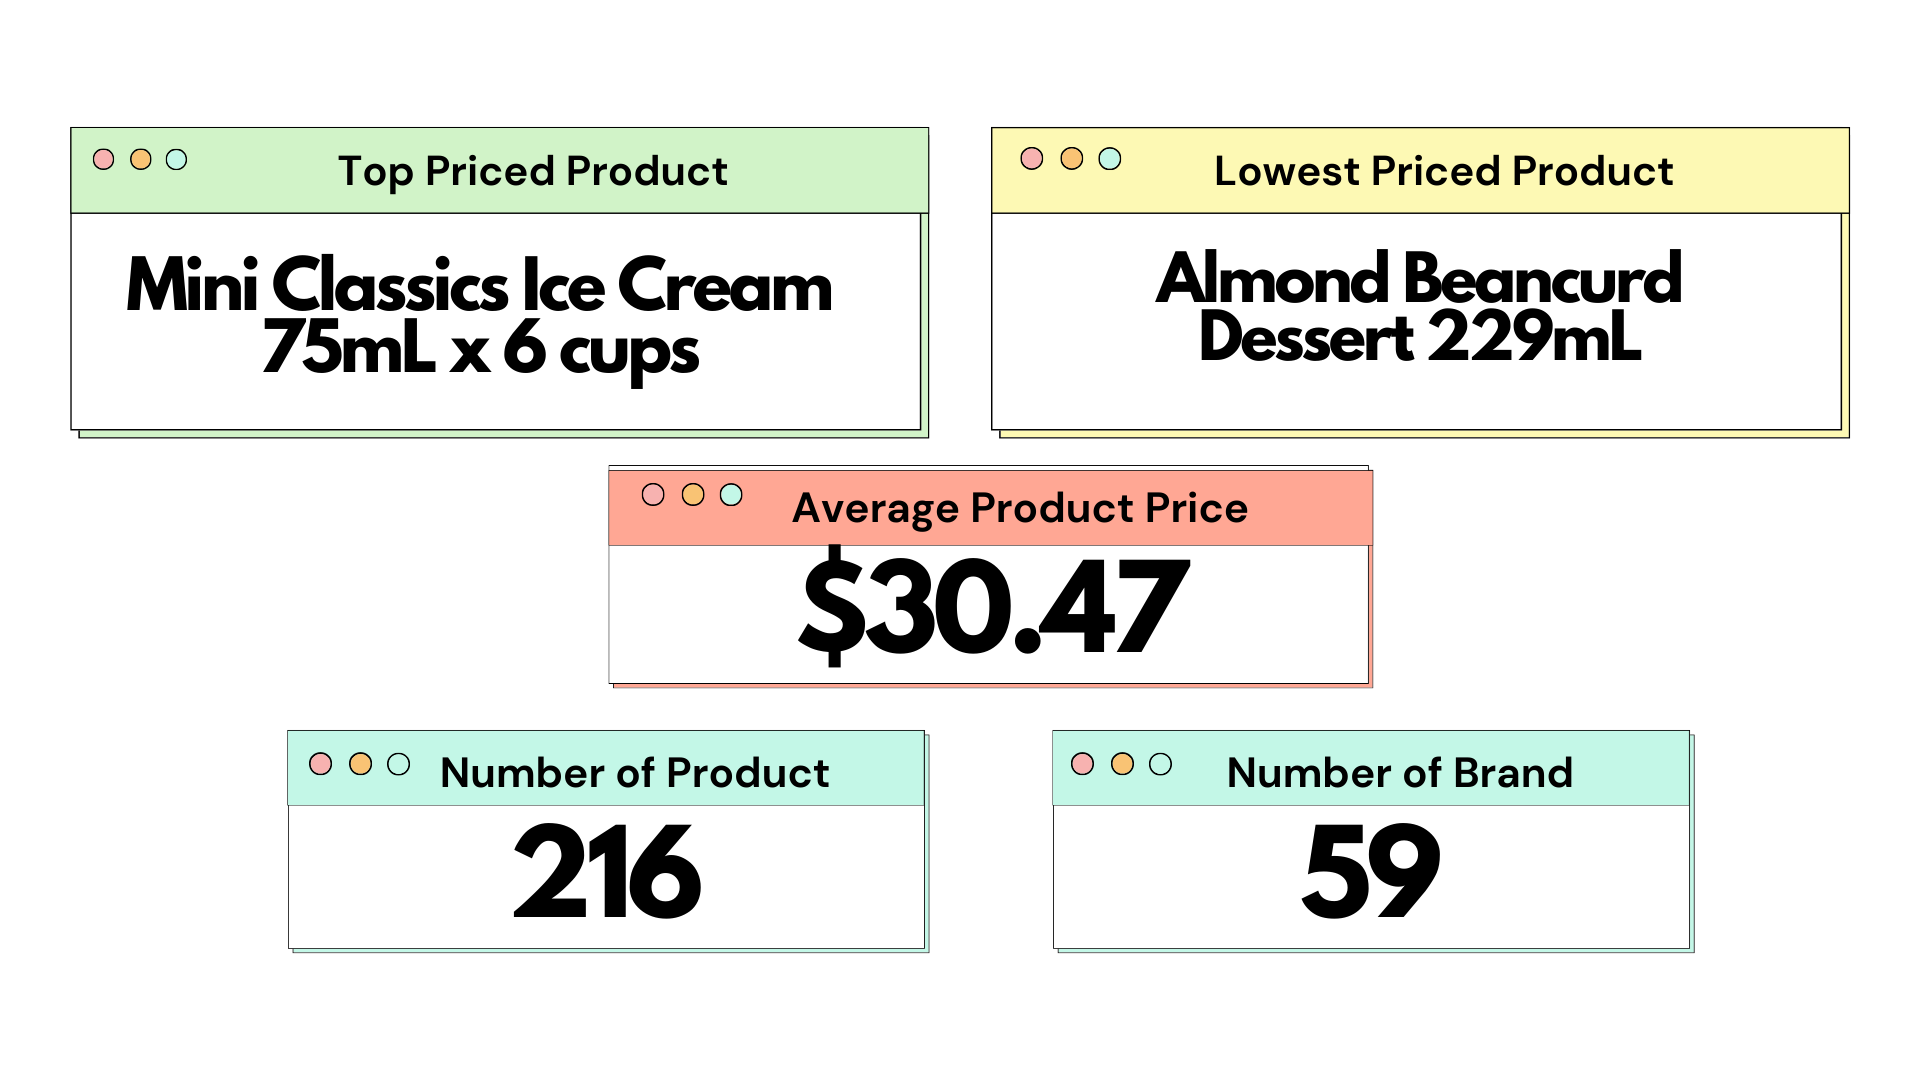 Top Priced Product
Mini Classics Ice Cream
75mL x 6 cups
Lowest Priced Product
Almond Beancurd
Dessert 229mL
Average Product Price
$30.47
Number of Product
216
Number of Brand
59